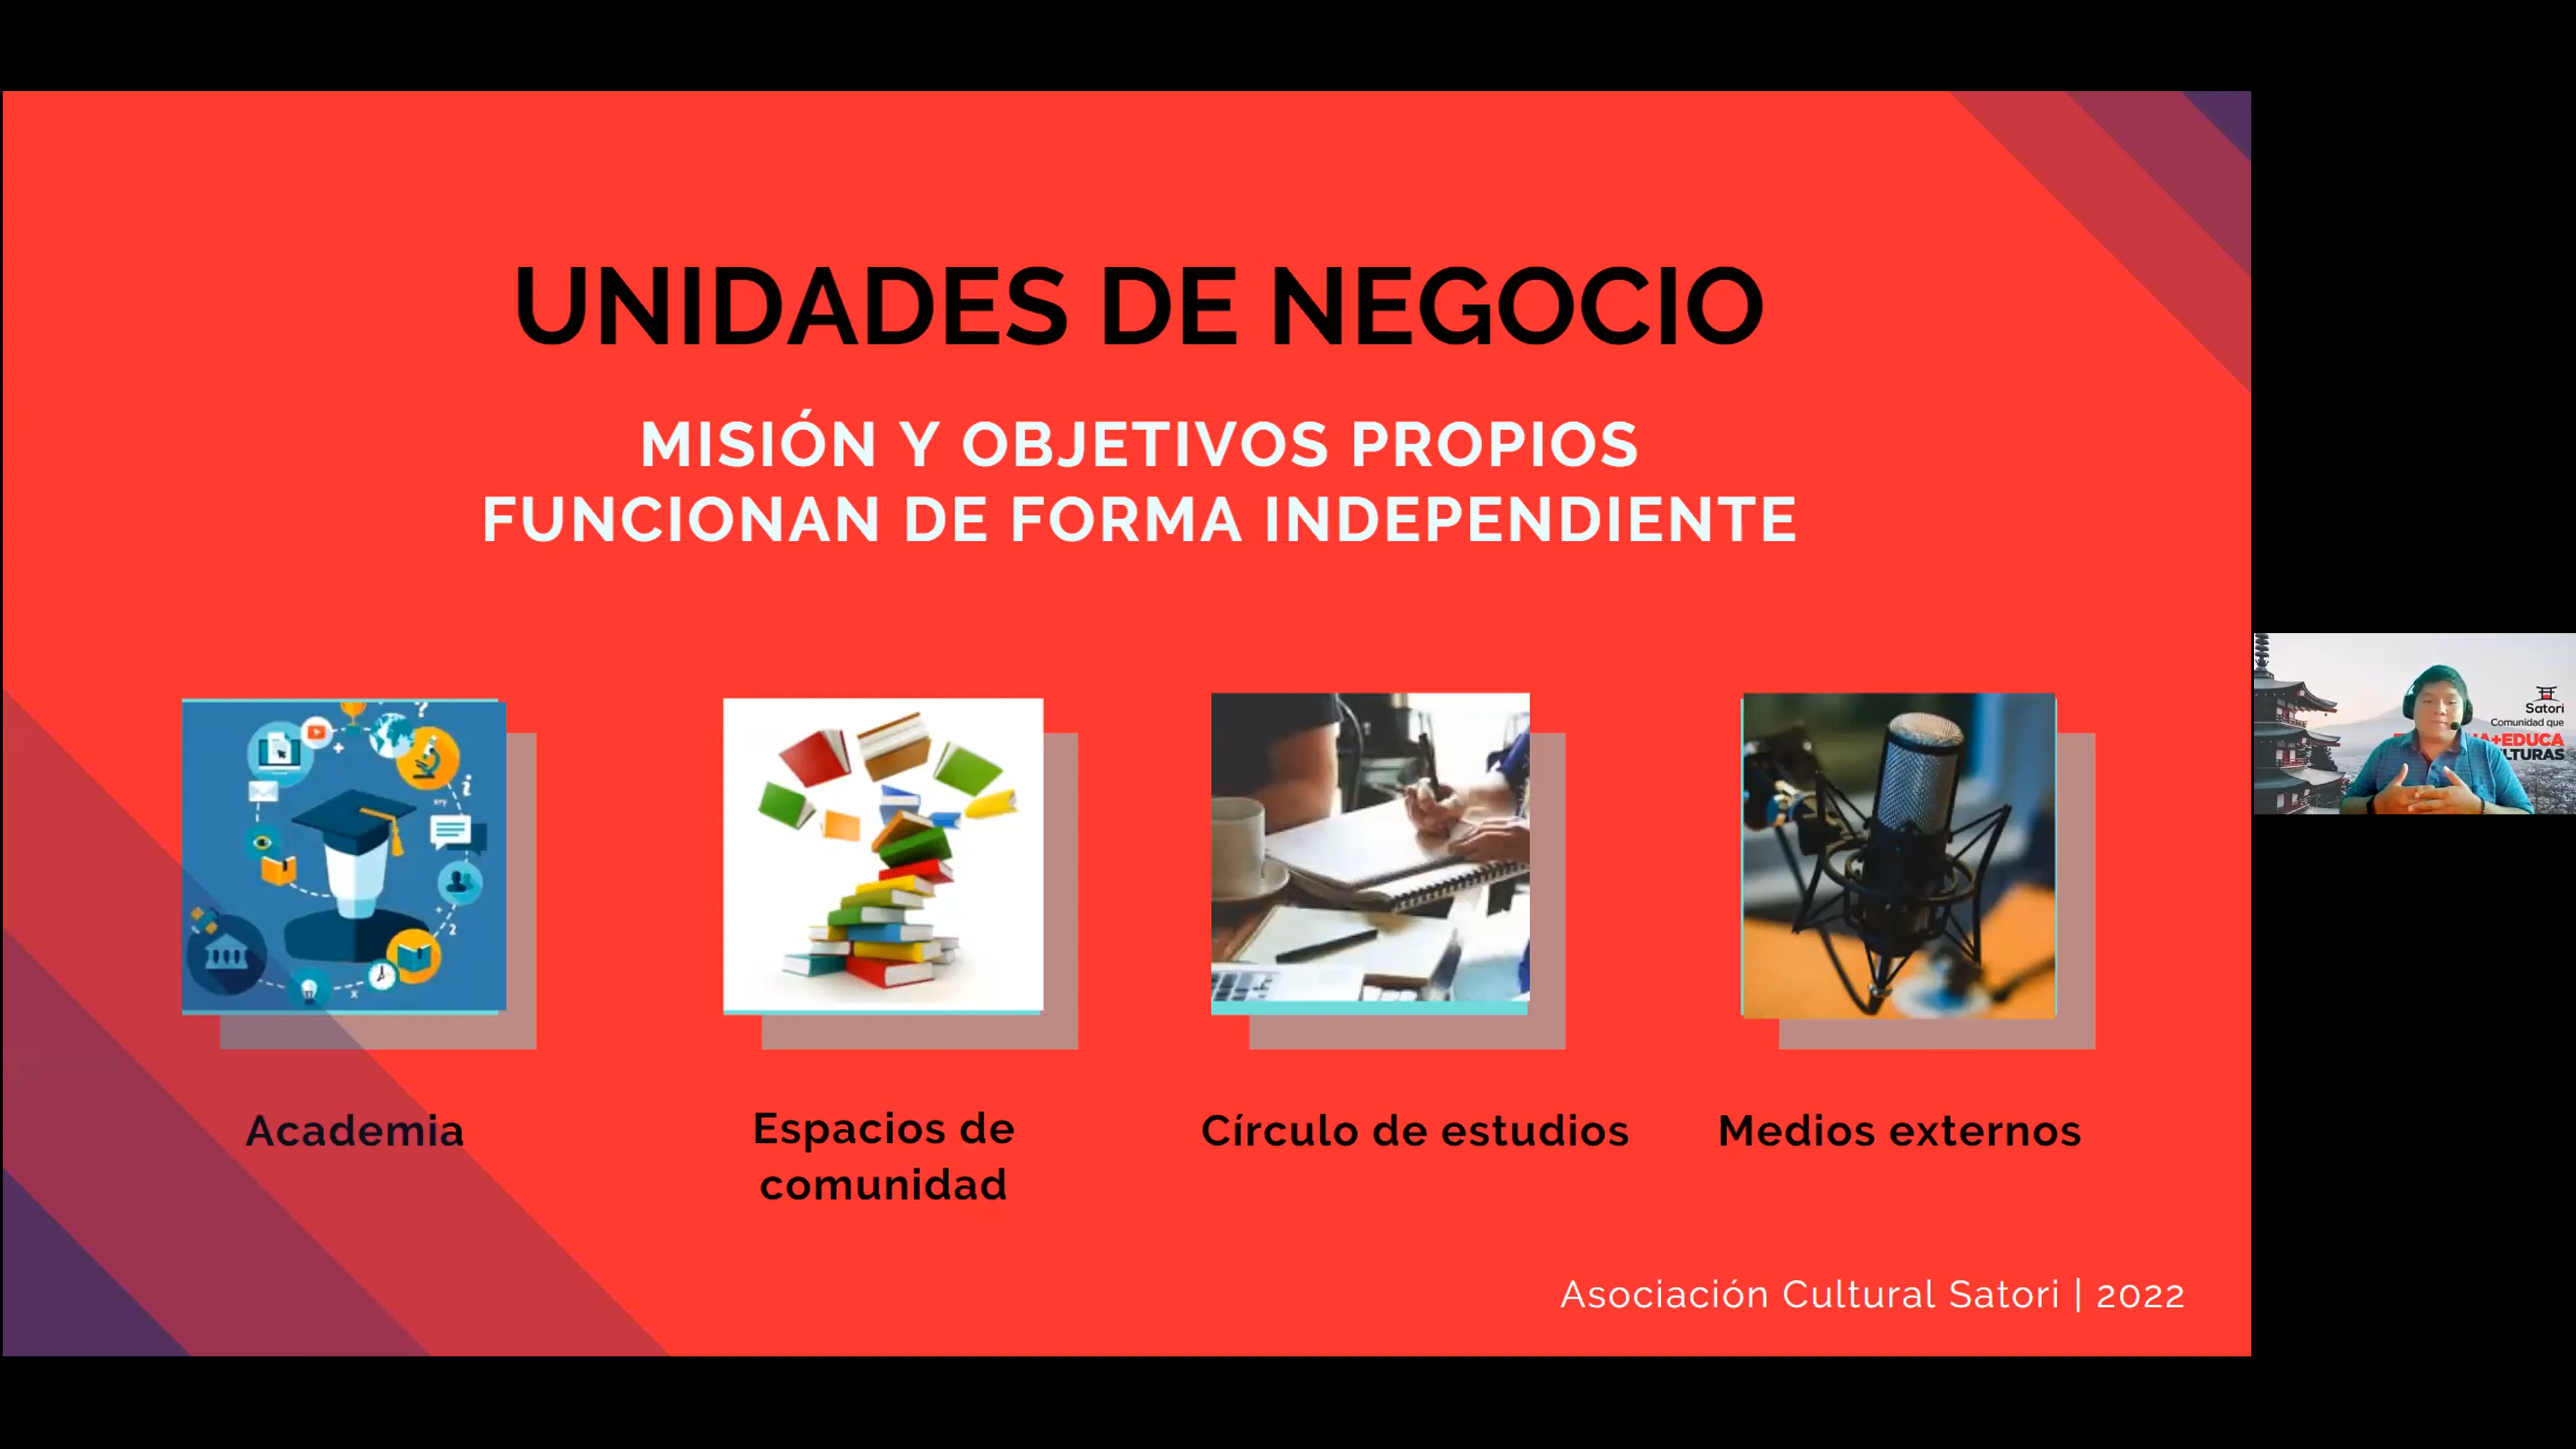 UNIDADES DE NEGOCIO
MISIÓN Y OBJETIVOS PROPIOS
FUNCIONAN DE FORMA INDEPENDIENTE
Academia
Espacios de
comunidad
Círculo de estudios
Medios externos
Asociación Cultural Satori | 2022
Satori
Comunidad que
+EDUCA